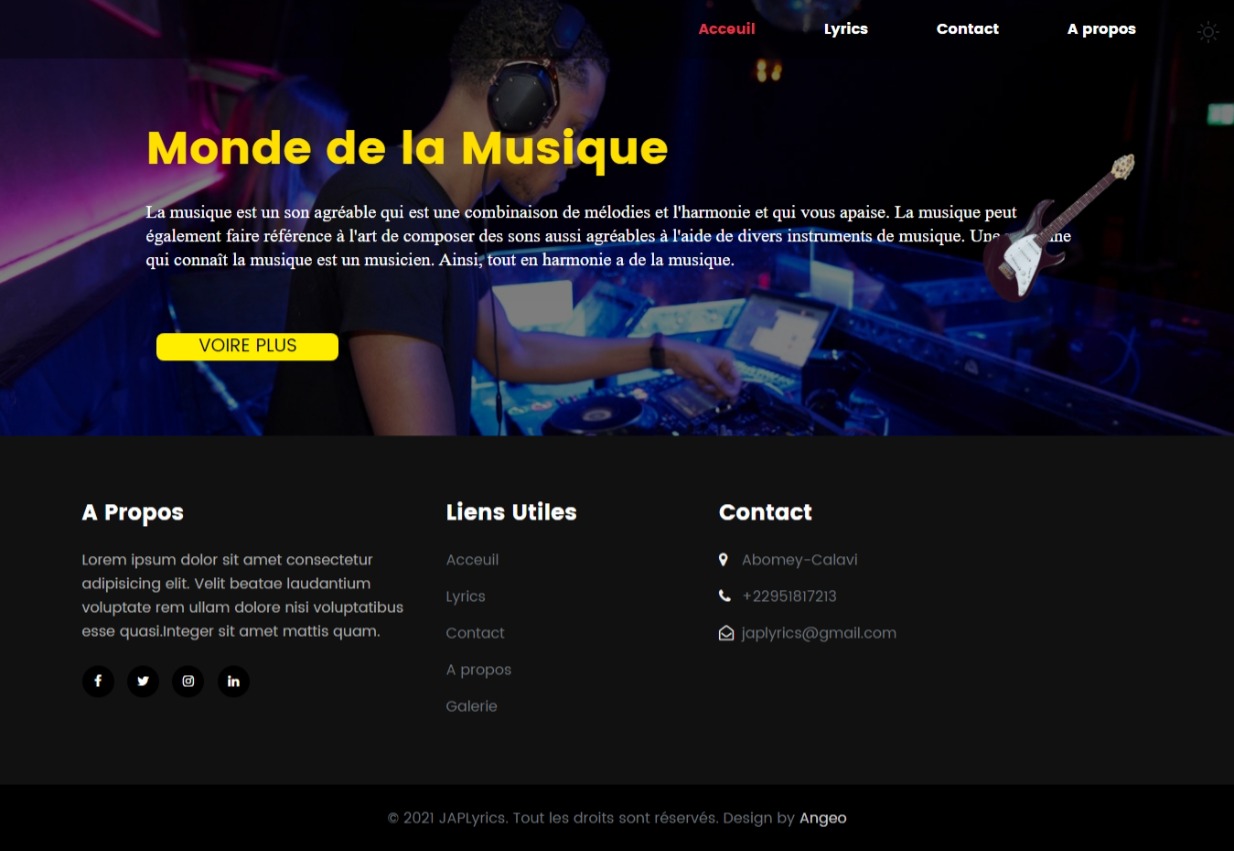 Acceuil Lyrics Contact A propos
Monde de la Musique
La musique est un son agréable qui est une combinaison de mélodies et l'harmonie et qui vous apaise. La musique peut
également faire référence à l'art de composer des sons aussi agréables à l'aide de divers instruments de musique. Une
qui connaît la musique est un musicien. Ainsi, tout en harmonie a de la musique.
VOIRE PLUS
A Propos
Lorem ipsum dolor sit amet consectetur
adipisicing elit. Velit beatae laudantium
voluptate rem ullam dolore nisi voluptatibus
esse quasi.Integer sit amet mattis quam.
Liens Utiles
Acceuil
Lyrics
Contact
A propos
Galerie
Contact
Abomey-Calavi
+22951817213
japlyrics@gmail.com
© 2021 JAPLyrics. Tout les droits sont réservés. Design by Angeo